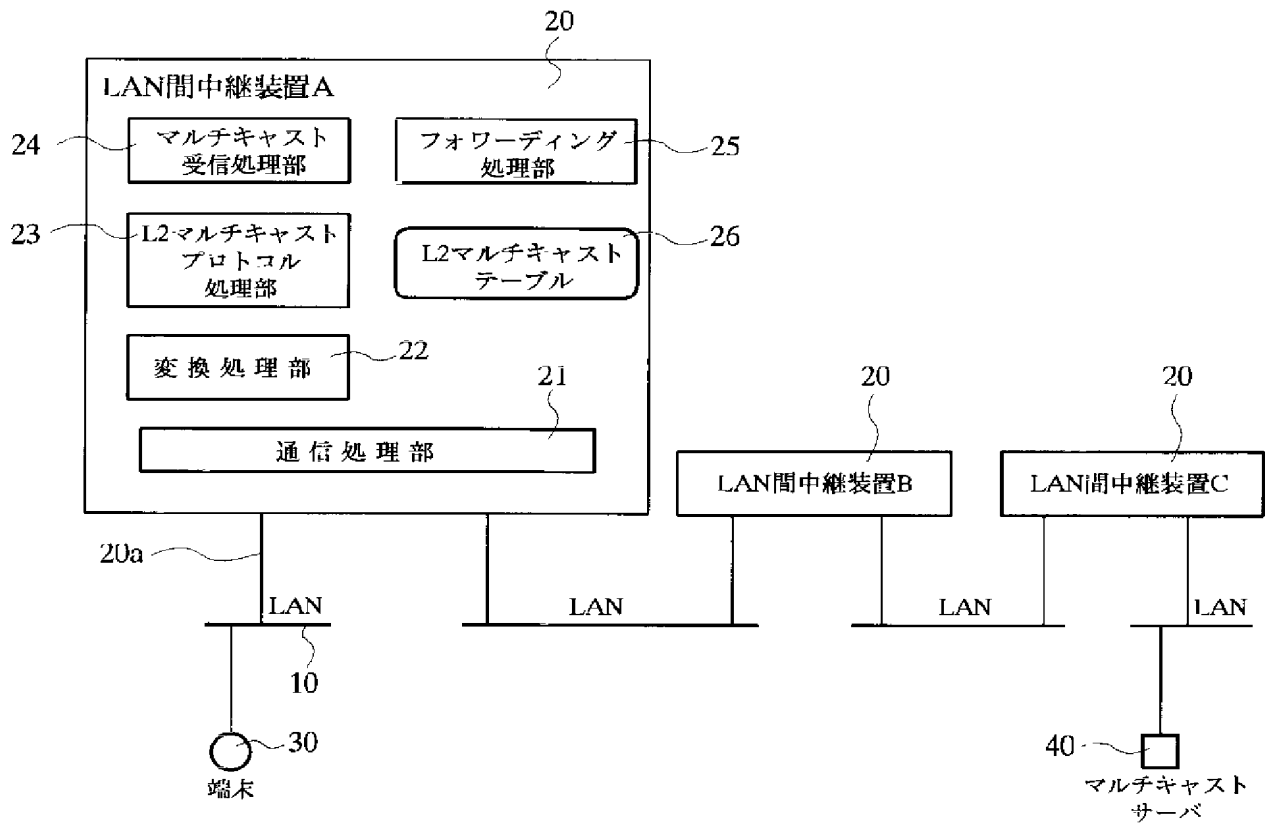 20
LAN間中継装置A
24
マルチキャスト
受信処理部
フォワーディング
処理部
25
23
L2マルチキャスト
プロトコル
処理部
L2マルチキャスト
テーブル
26
変換処理部
22
21
通信処理部
20
LAN間中継装置B
20
LAN間中継装置C
20a
LAN
LAN
LAN
LAN
10
30
端末
40
マルチキャスト
サーバ